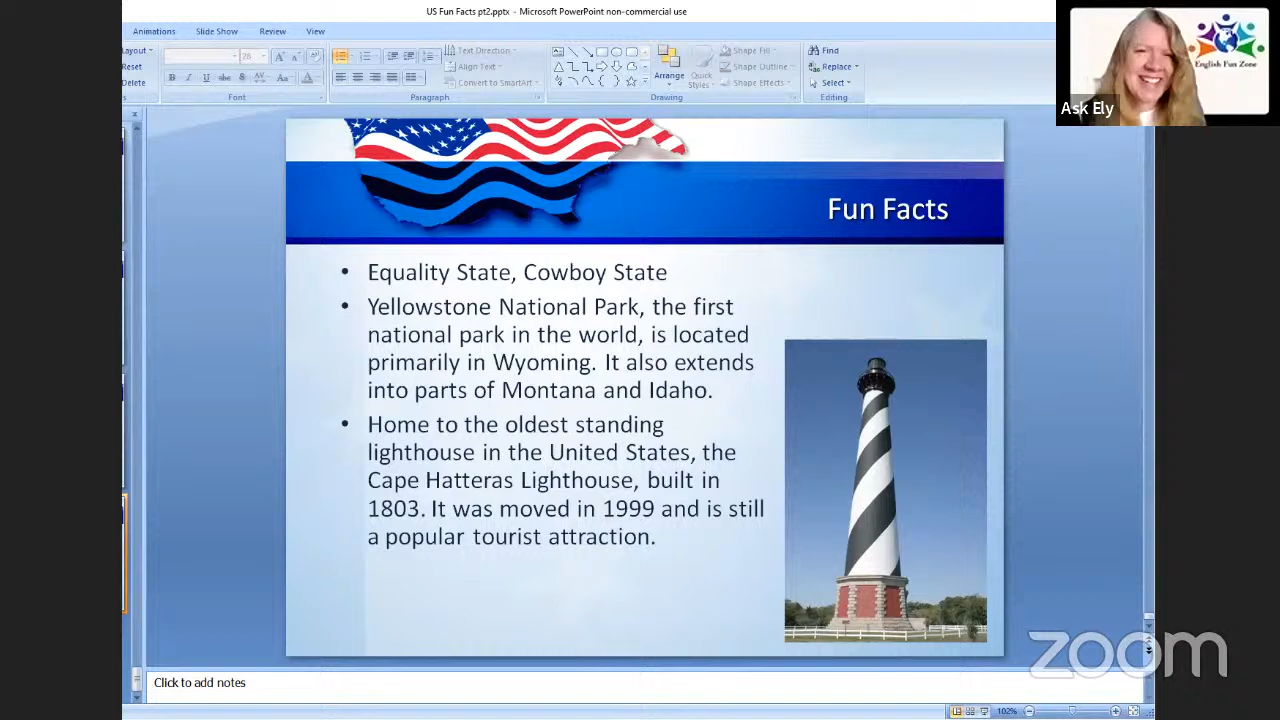 US Fun Facts pt2.pptx - Microsoft PowerPoint non-commercial use
Animations Slide Show Review View
Layout
Reset
Delete
28
Font
Text Direction
Align Text
Convert to SmartArt
Paragraph
Arrange
Quick Styles
Shape Fill
Shape Outline
Shape Effects
Drawing
Find
Replace
Select
Editing
English Fun Zone
Ask Ely
Fun Facts
• Equality State, Cowboy State
• Yellowstone National Park, the first
national park in the world, is located
primarily in Wyoming. It also extends
into parts of Montana and Idaho.
• Home to the oldest standing
lighthouse in the United States, the
Cape Hatteras Lighthouse, built in
1803. It was moved in 1999 and is still
a popular tourist attraction.
zoom
Click to add notes
102%